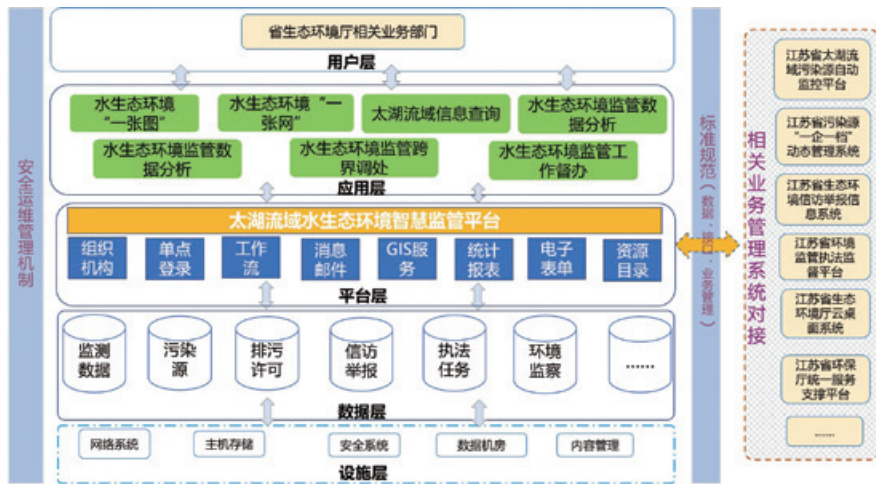 省生态环境厅相关业务部门
用户层
水生态环境
“一张图”
水生态环境“一
张网”
太湖流域信息查询
水生态环境监管数
据分析
水生态环境监管数
据分析
水生态环境监管跨
界调处
水生态环境监管工
作督办
应用层
太湖流域水生态环境智慧监管平台
组织
机构
单点
登录
工作
流
消息
邮件
GIS服
务
统计
报表
电子
表单
资源
目录
平台层
监测
数据
污染
源
排污
许可
信访
举报
执法
任务
环境
监察
......
数据层
网络系统
主机存储
安全系统
数据机房
内容管理
设施层
安全运维管理机制
标准规范（数据、接口、业务管理）
相关业务管理系统对接
江苏省太湖流
域污染源自动
监控平台
江苏省污染源
“一企一档”
动态管理系统
江苏省生态环
境信访举报信
息系统
江苏省环境
监管执法监
督平台
江苏省生态
环境厅云桌
面系统
江苏省环保
厅统一服务
支撑平台
......